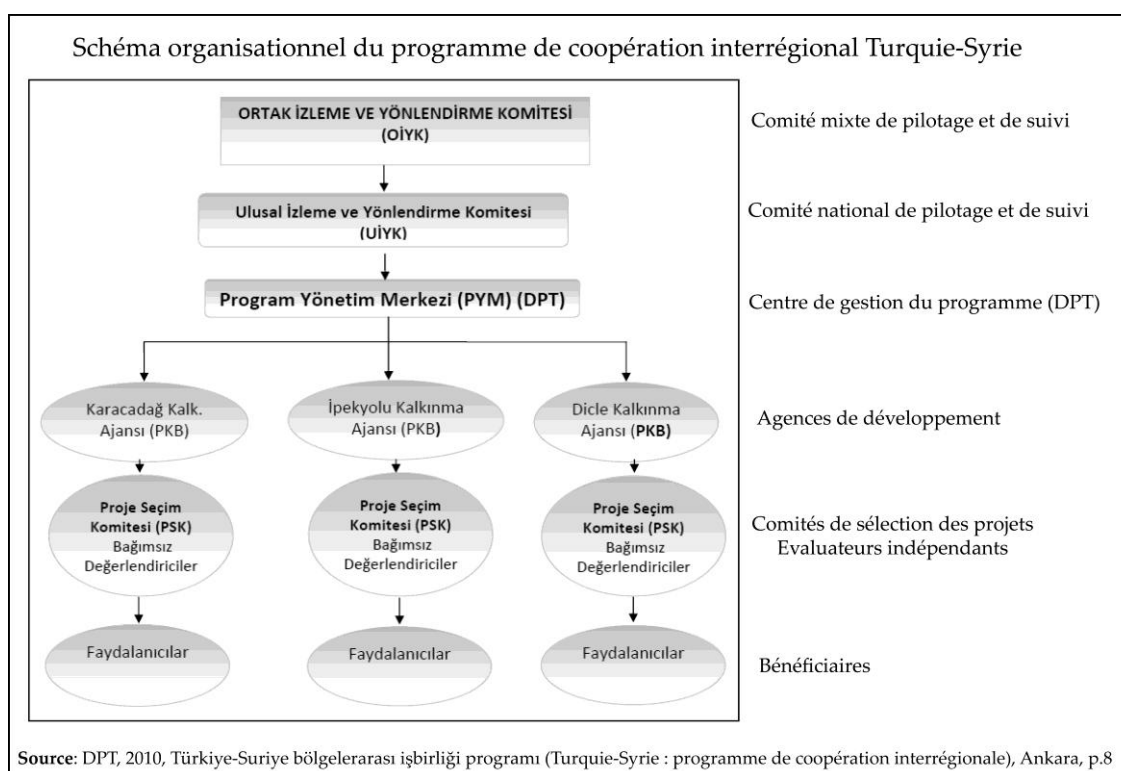 Schéma organisationnel du programme de coopération interrégional Turquie-Syrie
ORTAK İZLEME VE YÖNLENDİRME KOMİTESİ
(OİYK)
Comité mixte de pilotage et de suivi
Ulusal İzleme ve Yönlendirme Komitesi
(UİYK)
Comité national de pilotage et de suivi
Program Yönetim Merkezi (PYM) (DPT)
Centre de gestion du programme (DPT)
Karacadağ Kalk.
Ajansı (PKB)
İpekyolu Kalkınma
Ajansı (PKB)
Dicle Kalkınma
Ajansı (PKB)
Agences de développement
Proje Seçim
Komitesi (PSK)
Bağımsız
Değerlendiriciler
Proje Seçim
Komitesi (PSK)
Bağımsız
Değerlendiriciler
Proje Seçim
Komitesi (PSK)
Bağımsız
Değerlendiriciler
Comités de sélection des projets
Evaluateurs indépendants
Faydalanıcılar
Faydalanıcılar
Faydalanıcılar
Bénéficiaires
Source: DPT, 2010, Türkiye-Suriye bölgelerarası işbirliği programı (Turquie-Syrie : programme de coopération interrégionale), Ankara, p.8